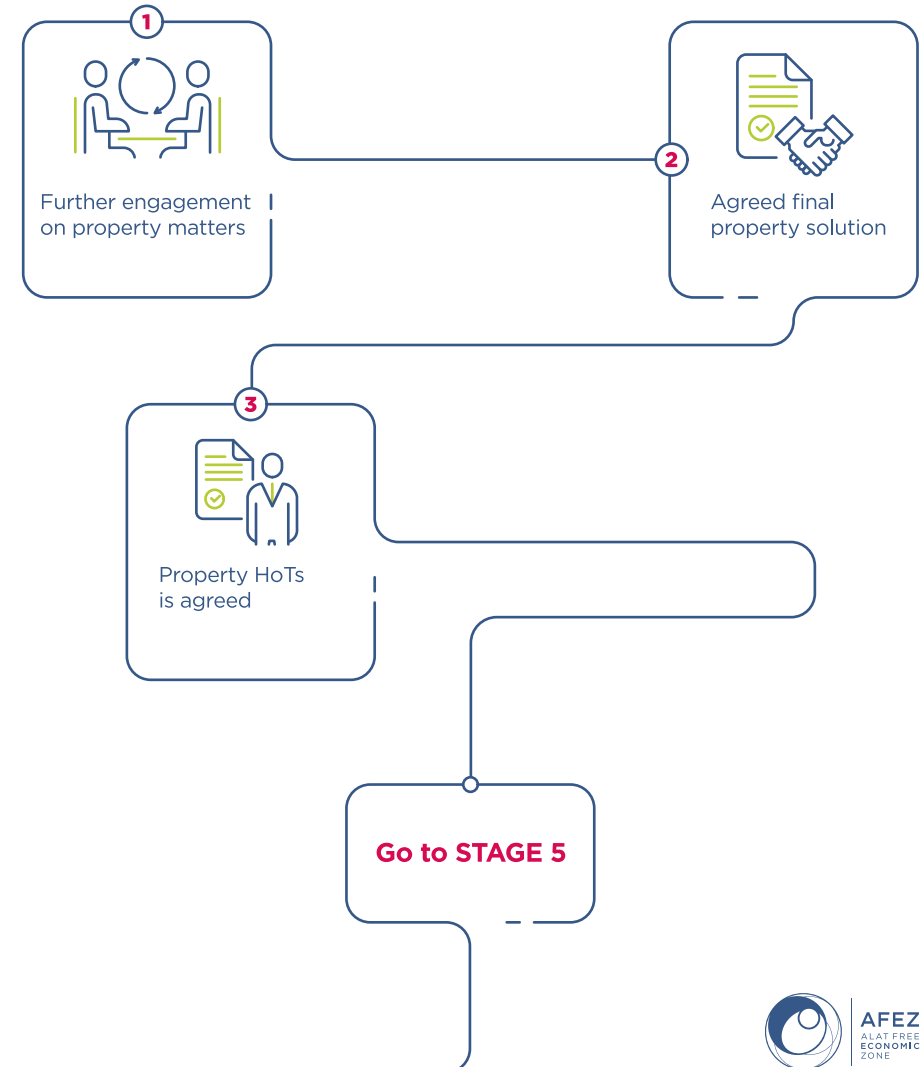 1
Further engagement
on property matters
2
Agreed final
property solution
3
Property HoTs
is agreed
Go to STAGE 5
AFEZ
ALAT FREE
ECONOMIC
ZONE